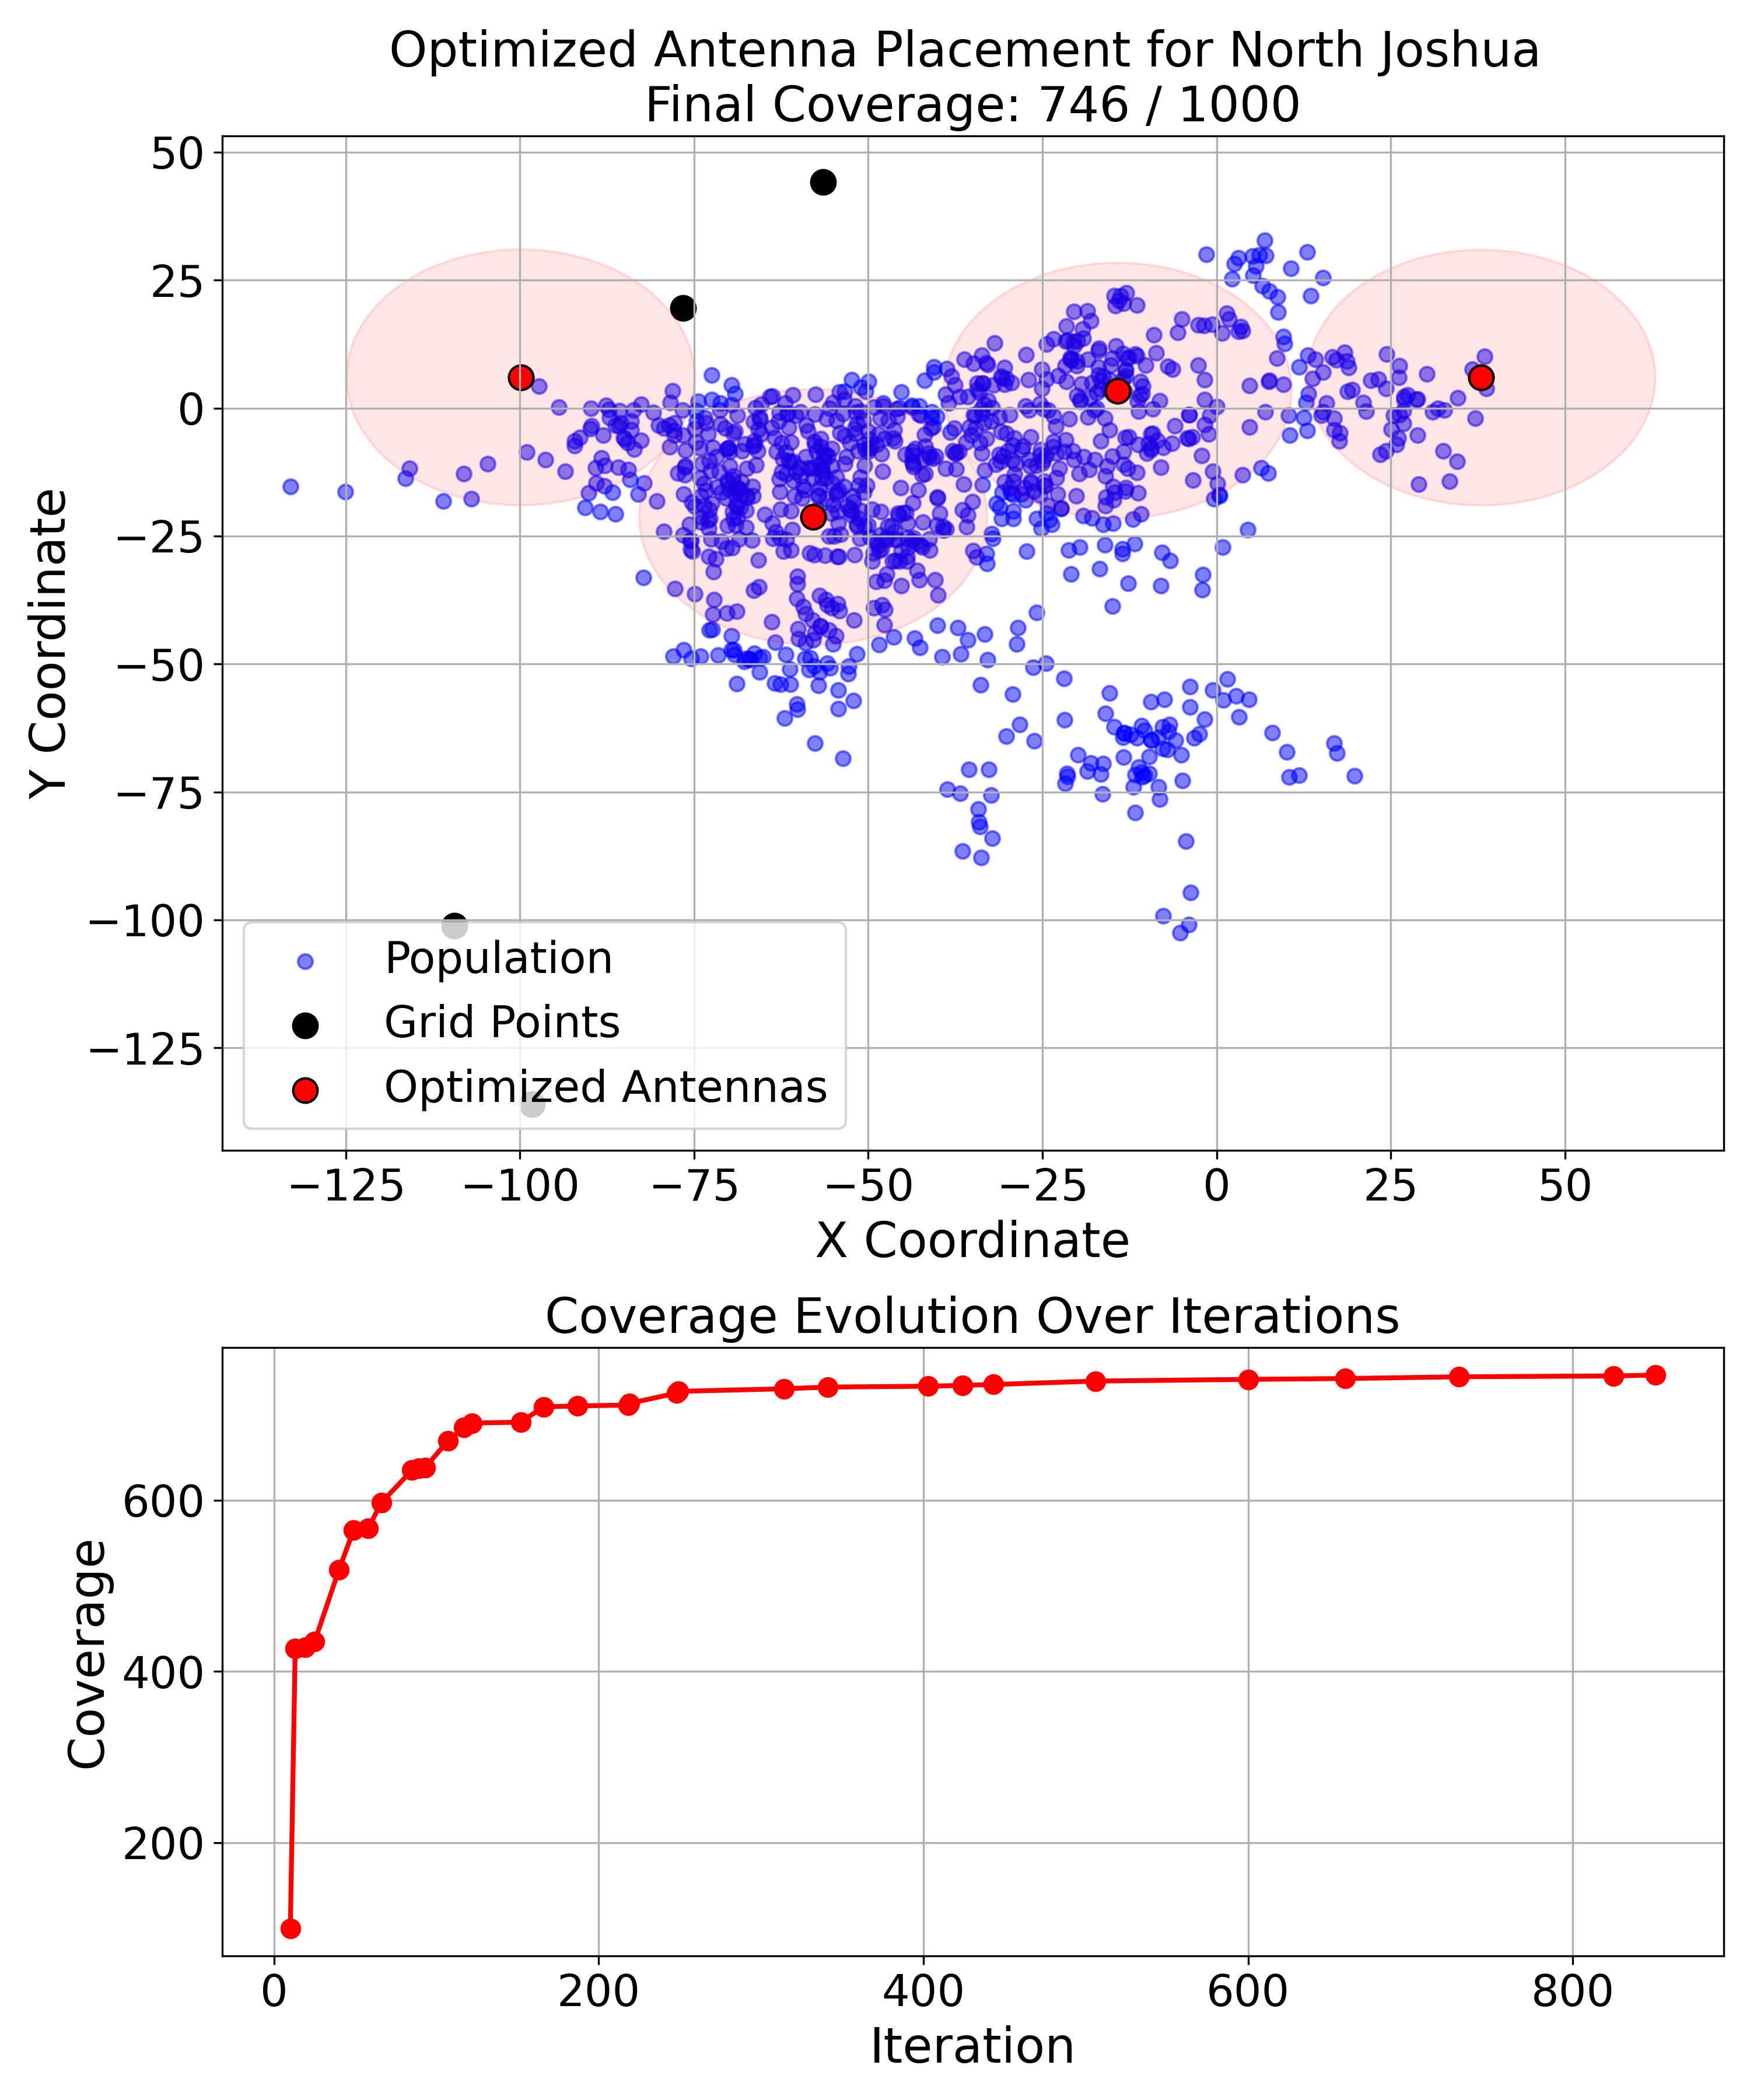 Optimized Antenna Placement for North Joshua
Final Coverage: 746 / 1000
50
25
0
−25
−50
−75
−100
−125
Y Coordinate
Population
Grid Points
Optimized Antennas
−125 −100 −75 −50 −25 0 25 50
X Coordinate
Coverage Evolution Over Iterations
600
400
200
Coverage
0 200 400 600 800
Iteration